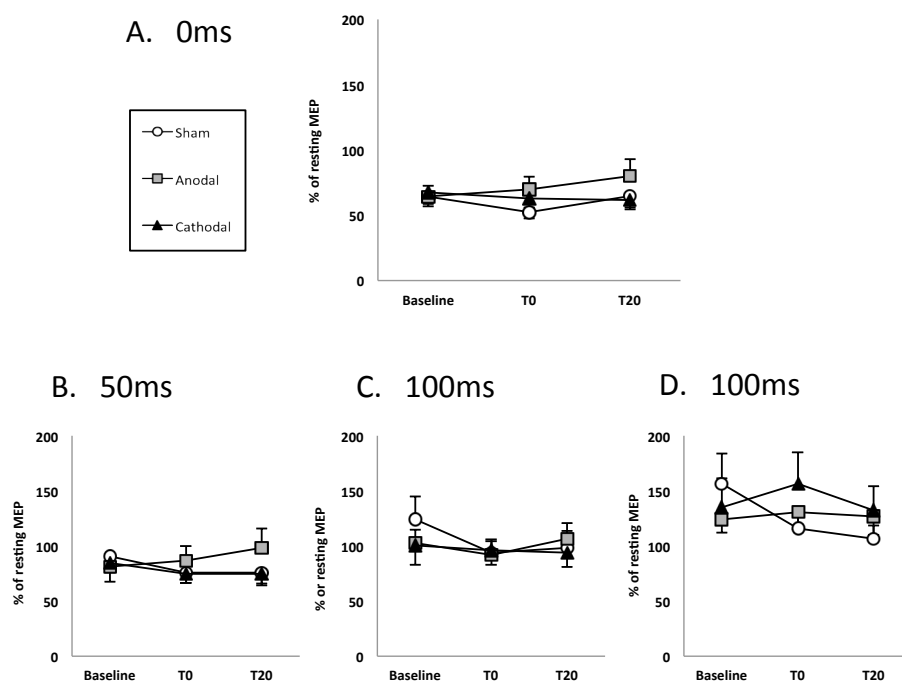 A. 0ms
Sham
Anodal
Cathodal
% of resting MEP
200
150
100
50
0
Baseline T0 T20
B. 50ms
% of resting MEP
200
150
100
50
0
Baseline T0 T20
C. 100ms
% or resting MEP
200
150
100
50
0
Baseline T0 T20
D. 100ms
% of resting MEP
200
150
100
50
0
Baseline T0 T20